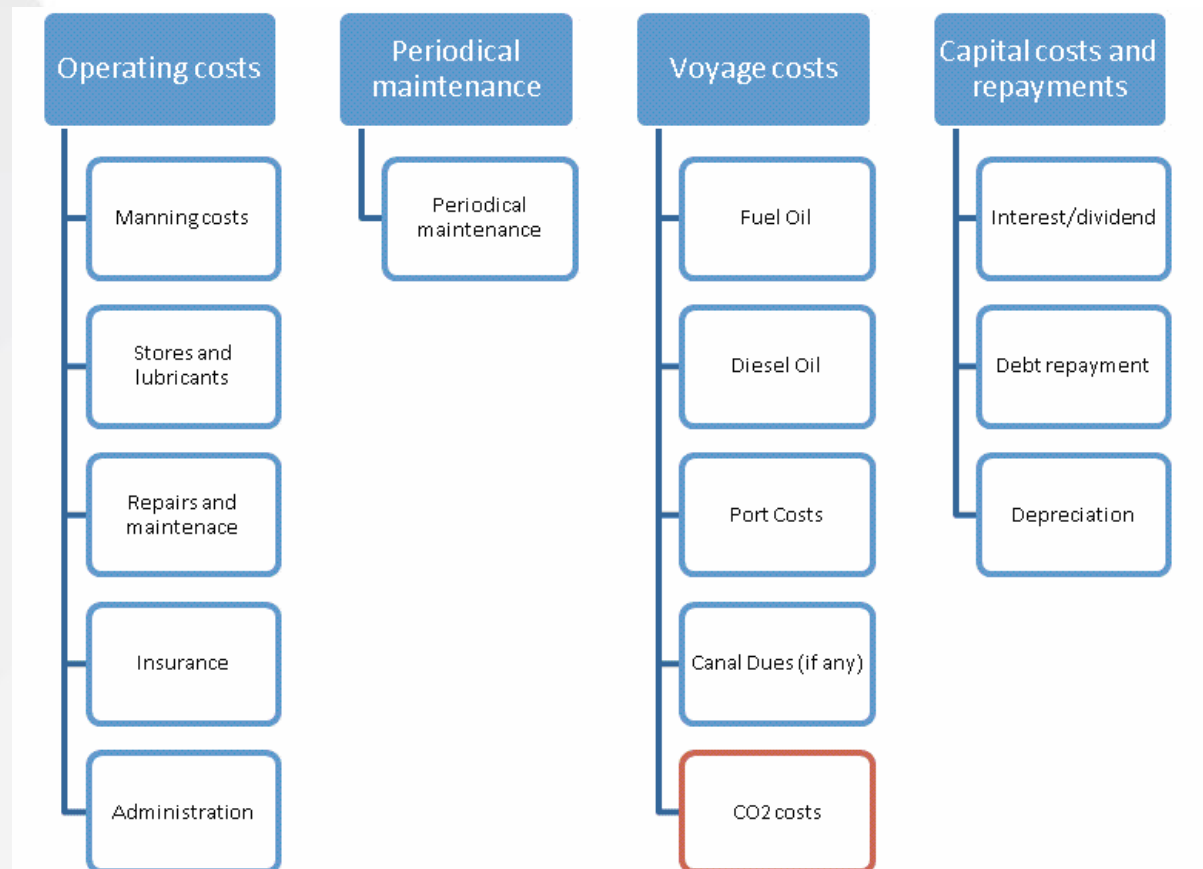 Operating costs
Manning costs
Stores and
lubricants
Repairs and
maintenace
Insurance
Administration
Periodical
maintenance
Periodical
maintenance
Voyage costs
Fuel Oil
Diesel Oil
Port Costs
Canal Dues (if any)
CO2 costs
Capital costs and
repayments
Interest/dividend
Debt repayment
Depreciation